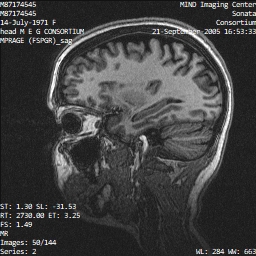 M87174545
M87174545
14-July-1971 F
head M E G CONSORTIUM
MPRAGE (FSPGR)_sag
MIND Imaging Center
Sonata
Consortium
21-September-2005 16:53:33
ST: 1.30 SL: -31.53
RT: 2730.00 ET: 3.25
FS: 1.49
MR
Images: 50/144
Series: 2
WL: 284 WW: 663